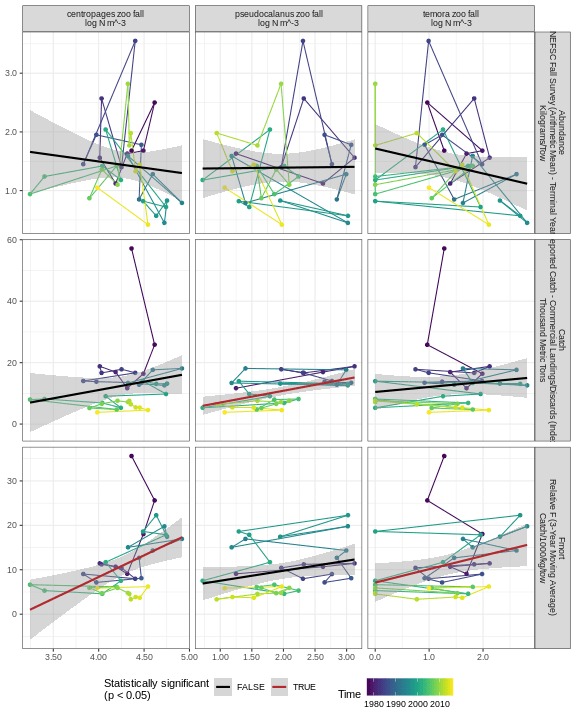 centropages zoo fall
log N m^-3
pseudocalanus zoo fall
log N m^-3
temora zoo fall
log N m^-3
3.0
2.0
1.0
Abundance
NEFSC Fall Survey (Arithmetic Mean) - Terminal Year
Kilograms/tow
60
40
20
0
Catch
eported Catch - Commercial Landings/Discards (Inde
Thousand Metric Tons
30
20
10
0
Fmort
Relative F (3-Year Moving Average)
Catch/1000/kg/tow
3.50 4.00 4.50 5.00
1.00 1.50 2.00 2.50 3.00
0.0 1.0 2.0
Statistically significant
(p < 0.05)
FALSE TRUE
Time
1980 1990 2000 2010